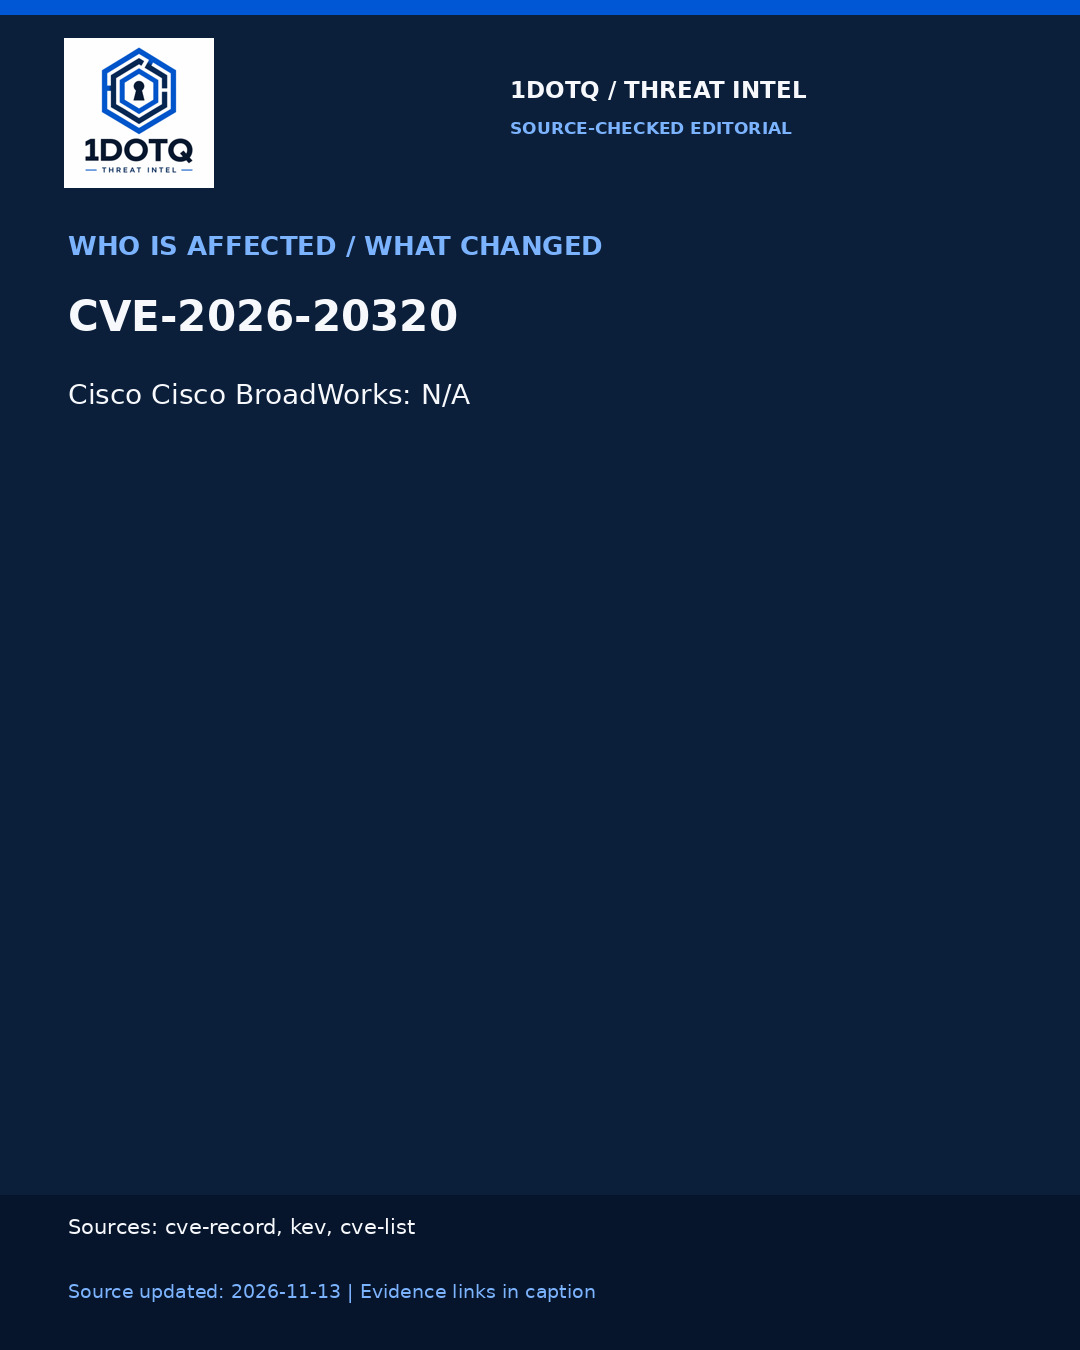 1DOTQ
THREAT INTEL
1DOTQ / THREAT INTEL
SOURCE-CHECKED EDITORIAL
WHO IS AFFECTED / WHAT CHANGED
CVE-2026-20320
Cisco Cisco BroadWorks: N/A
Sources: cve-record, kev, cve-list
Source updated: 2026-11-13 | Evidence links in caption